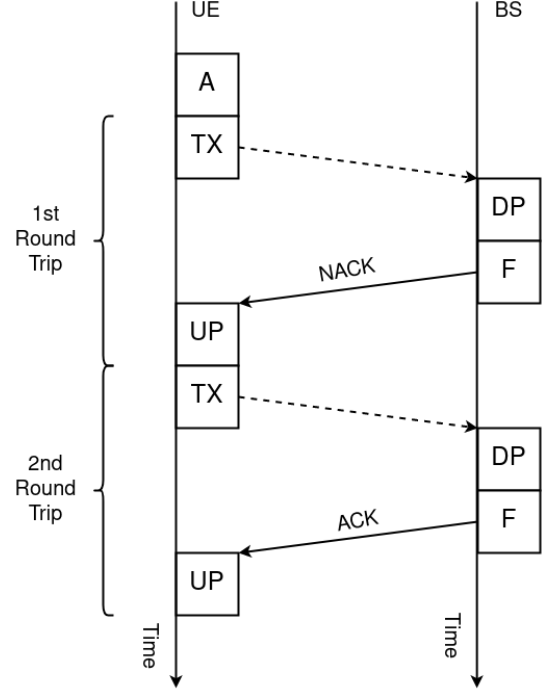 UE
BS
A
TX
DP
1st
Round
Trip
F
NACK
UP
TX
DP
2nd
Round
Trip
F
ACK
UP
Time
Time